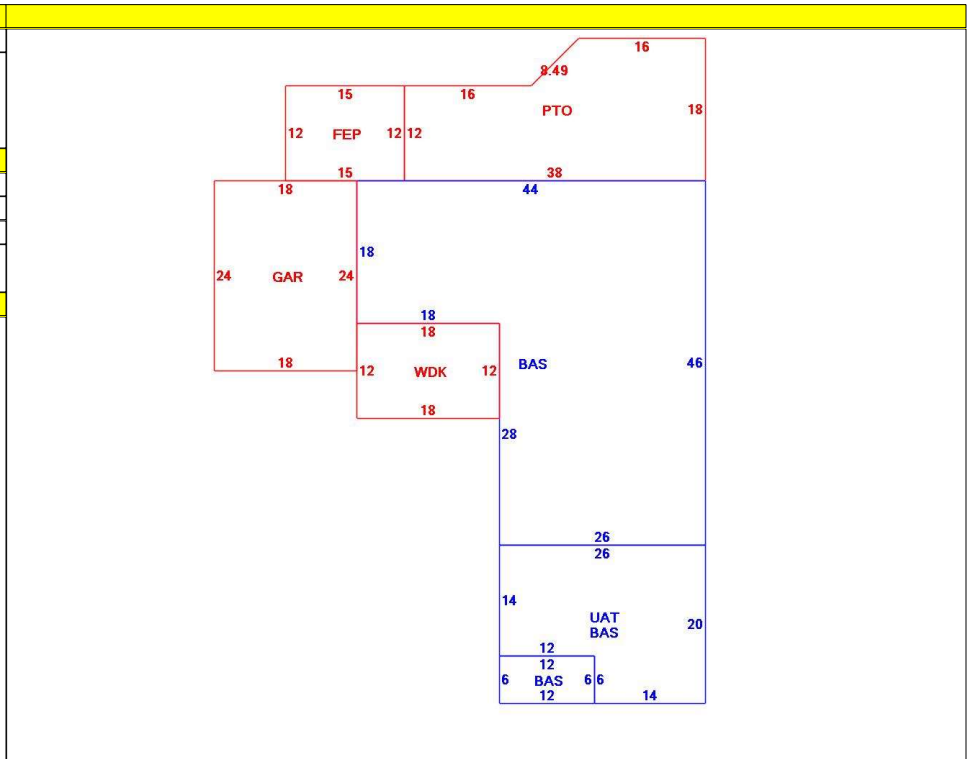 16
8.49
15 16
PTO
18
12 FEP 12 12
15 38
18 44
18
24 GAR 24
18
18
18 BAS 46
12 WDK 12
18
28
26
26
14
UAT 20
BAS
12
12
6 BAS 6 6
12 14